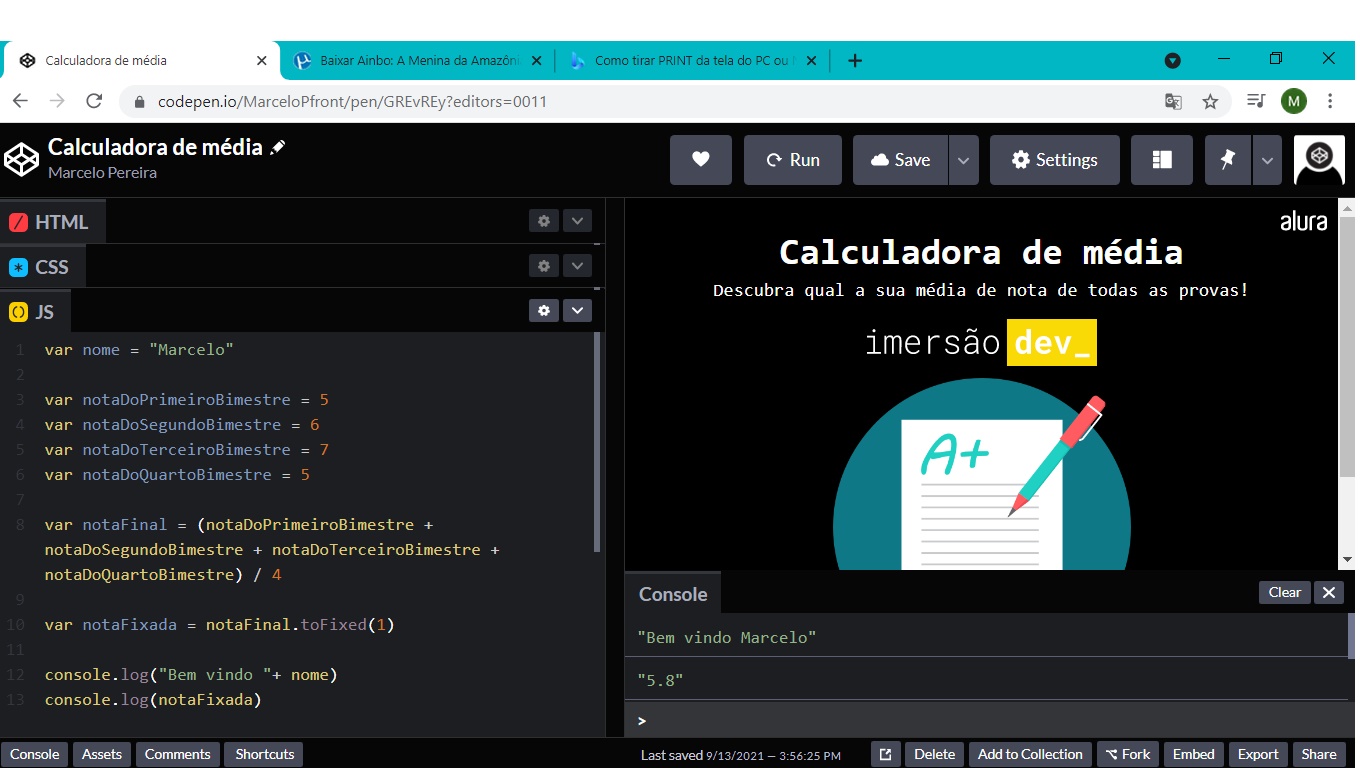 Calculadora de média
Baixar Ainbo: A Menina da Amazôni
Como tirar PRINT da tela do PC ou
codepen.io/MarceloPfront/pen/GREvREy?editors=0011
M
Calculadora de média
Marcelo Pereira
Run
Save
Settings
HTML
CSS
JS
1 var nome = "Marcelo"
2
3 var notaDoPrimeiroBimestre = 5
4 var notaDoSegundoBimestre = 6
5 var notaDoTerceiroBimestre = 7
6 var notaDoQuartoBimestre = 5
7
8 var notaFinal = (notaDoPrimeiroBimestre +
notaDoSegundoBimestre + notaDoTerceiroBimestre +
notaDoQuartoBimestre) / 4
9
10 var notaFixada = notaFinal.toFixed(1)
11
12 console.log("Bem vindo "+ nome)
13 console.log(notaFixada)
alura
Calculadora de média
Descubra qual a sua média de nota de todas as provas!
imersão dev_
A+
Console
Clear
"Bem vindo Marcelo"
"5.8"
>
Console
Assets
Comments
Shortcuts
Last saved 9/13/2021 — 3:56:25 PM
Delete
Add to Collection
Fork
Embed
Export
Share